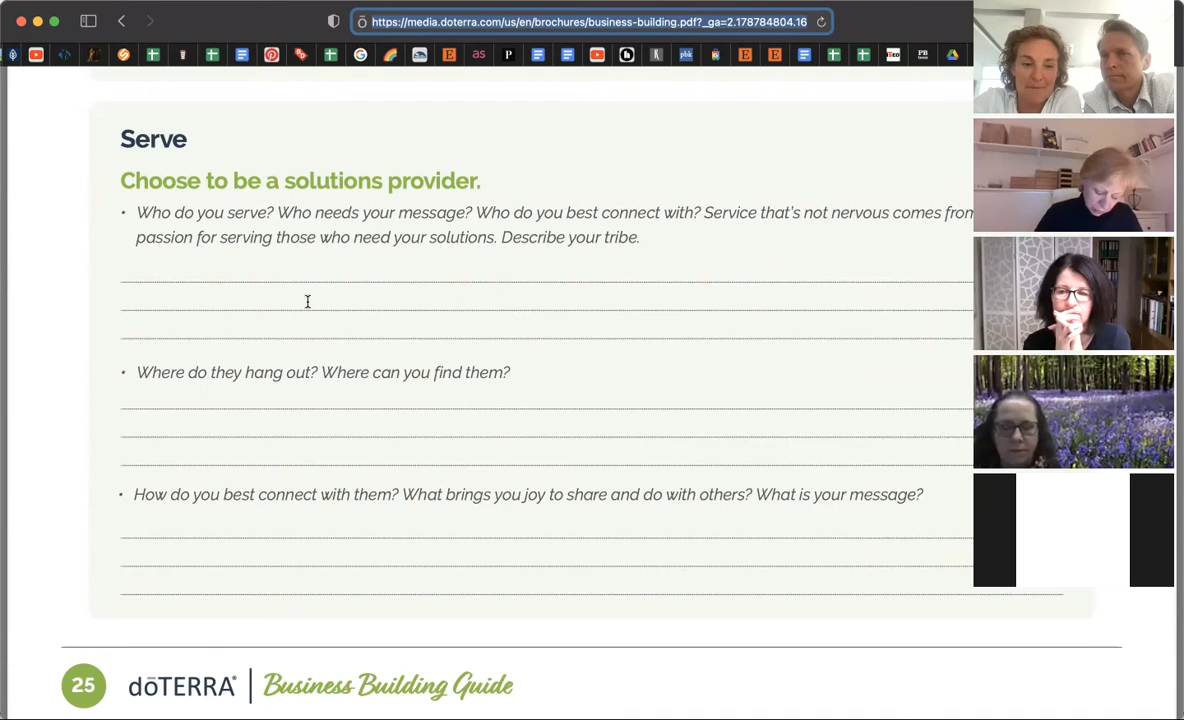 https://media.doterra.com/us/en/brochures/business-building.pdf?_ga=2.178784804.16
as
P
h
pbk
SEO
PB
Serve
Choose to be a solutions provider.
• Who do you serve? Who needs your message? Who do you best connect with? Service that's not nervous comes from
passion for serving those who need your solutions. Describe your tribe.
• Where do they hang out? Where can you find them?
• How do you best connect with them? What brings you joy to share and do with others? What is your message?
25 dōTERRA® | Business Building Guide